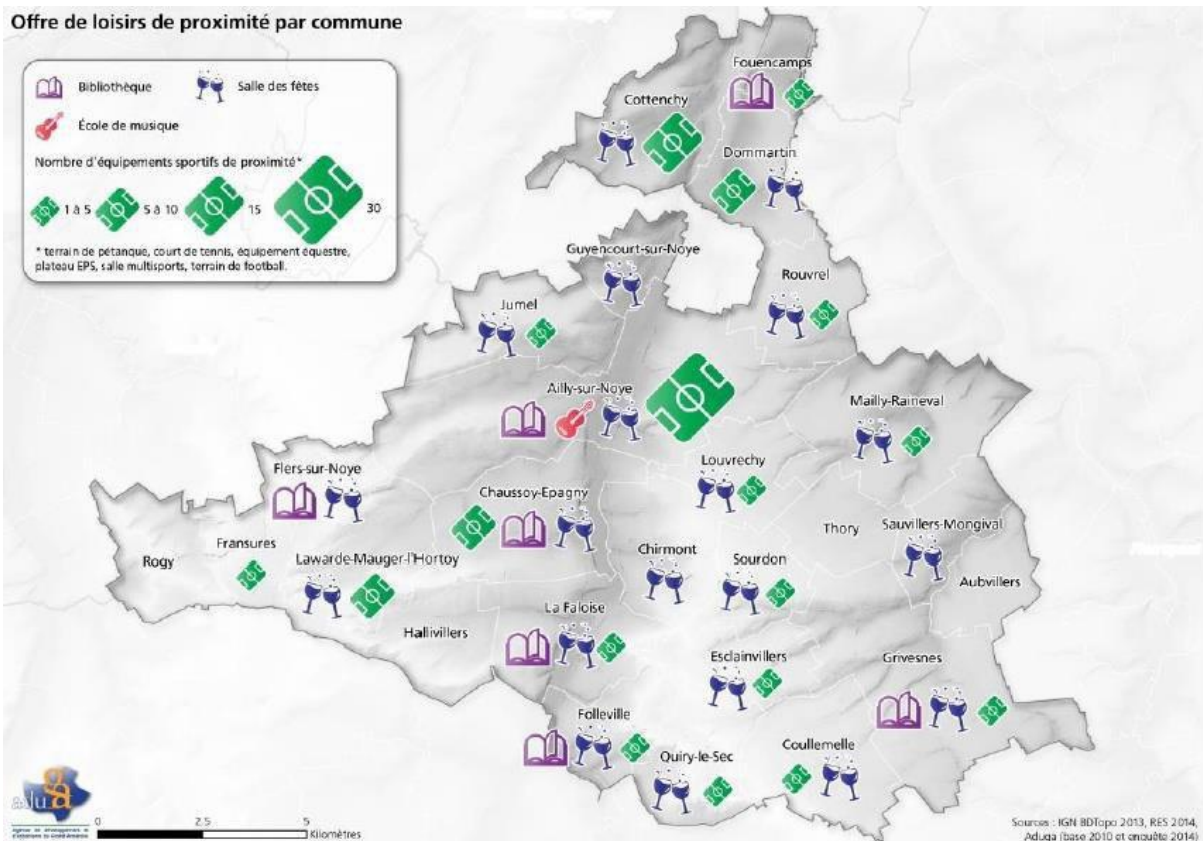 Offre de loisirs de proximité par commune
Bibliothèque
Salle des fêtes
École de musique
Nombre d'équipements sportifs de proximité*
1 à 5
5 à 10
15
30
* terrain de pétanque, court de tennis, équipement équestre,
plateau EPS, salle multisports, terrain de football.
Fouencamps
Cottenchy
Dommartin
Guyencourt-sur-Noye
Rouvrel
Jumel
Ailly-sur-Noye
Mailly-Raineval
Flers-sur-Noye
Louvrechy
Chaussoy-Epagny
Thory
Sauvillers-Mongival
Fransures
Rogy
Lawarde-Mauger-l'Hortoy
Chirmont
Sourdon
Aubvillers
La Faloise
Hallivillers
Esclainvillers
Grivesnes
Folleville
Quiry-le-Sec
Coullemelle
aduga
0
2,5
5
Kilomètres
Sources : IGN BDTopo 2013, RES 2014,
Aduga (base 2010 et enquête 2014)